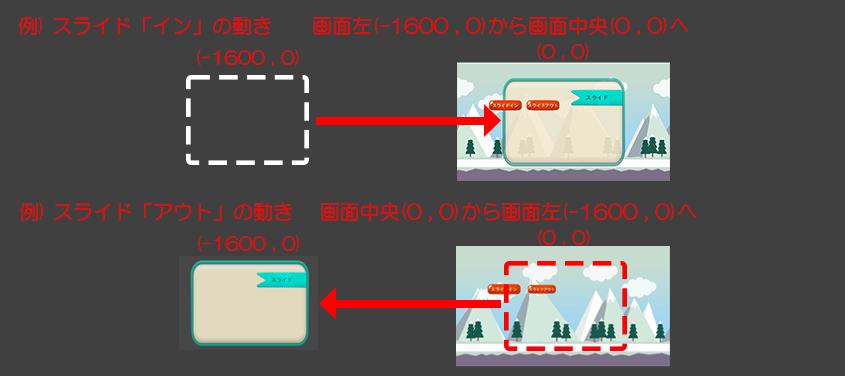 例) スライド「イン」の動き　　画面左(-1600 , 0)から画面中央(0 , 0)へ
(-1600 , 0)
(0 , 0)
スライド
スライドイン
スライドアウト
例) スライド「アウト」の動き　 画面中央(0 , 0)から画面左(-1600 , 0)へ
(-1600 , 0)
(0 , 0)
スライド
スライドイン
スライドアウト